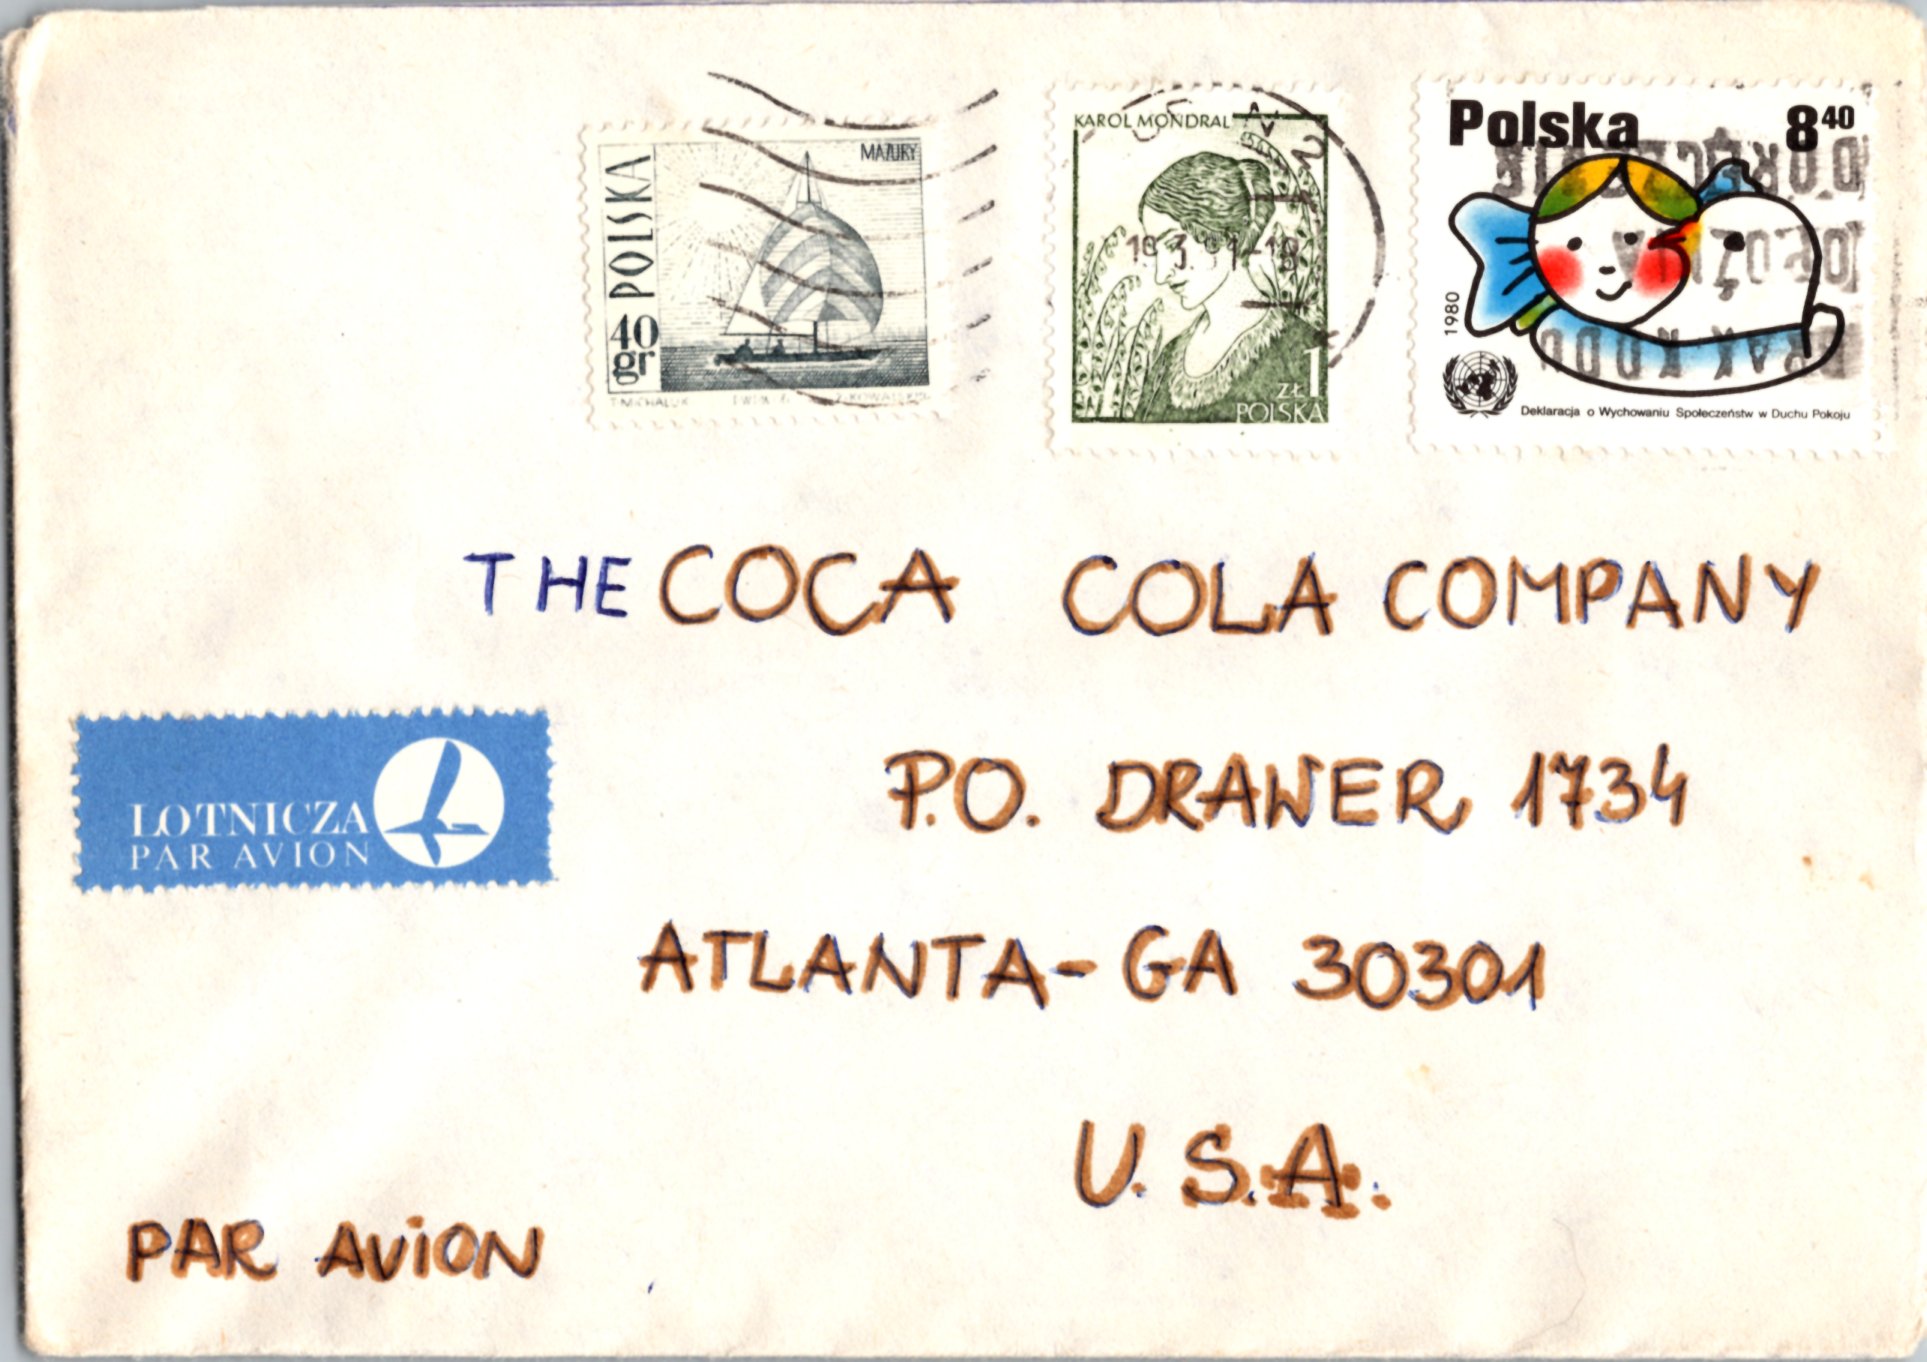 POLSKA
40
gr
MAZURY
T. MICHALUK
KAROL MONDRAL
ZŁ 1
POLSKA
Polska 8 40
1980
Deklaracja o Wychowaniu Społeczeństw w Duchu Pokoju
THE COCA COLA COMPANY
P.O. DRAWER 1734
ATLANTA - GA 30301
U.S.A.
LOTNICZA
PAR AVION
PAR AVION